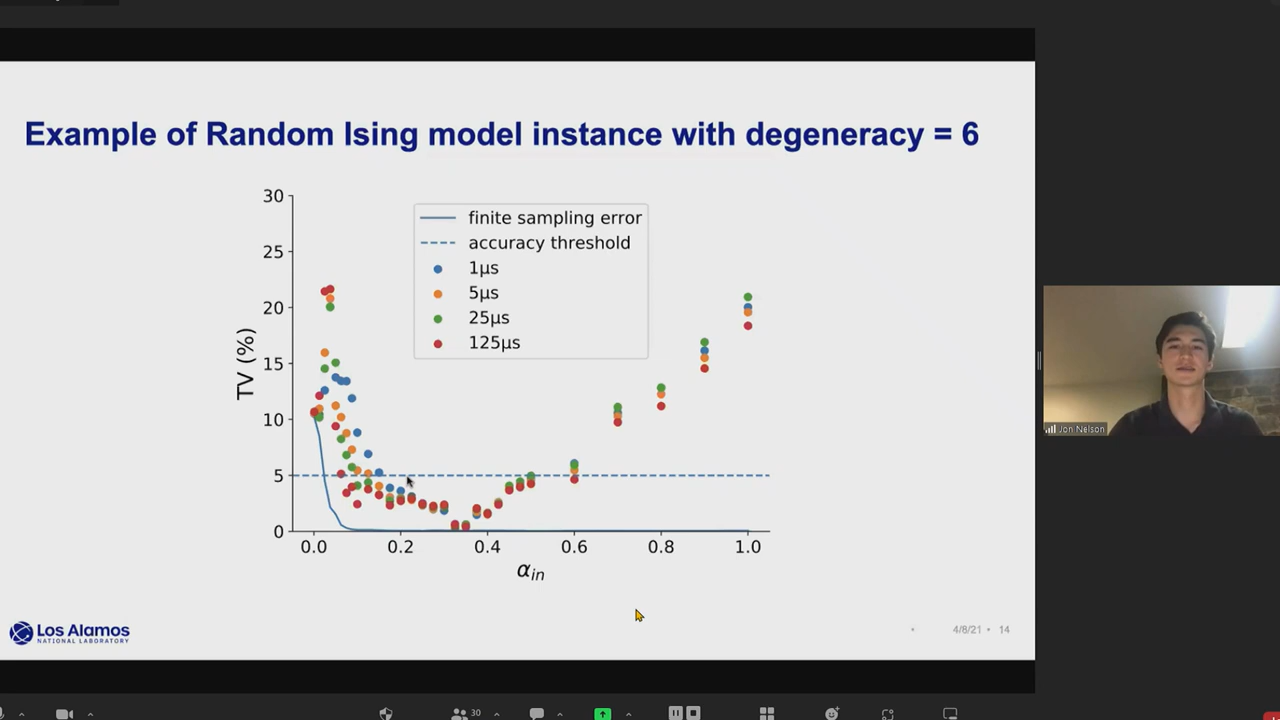 Example of Random Ising model instance with degeneracy = 6
30
25
20
15
10
5
0
TV (%)
finite sampling error
accuracy threshold
1μs
5μs
25μs
125μs
0.0 0.2 0.4 0.6 0.8 1.0
αin
Los Alamos
NATIONAL LABORATORY
4/8/21 • 14
Jon Nelson
30